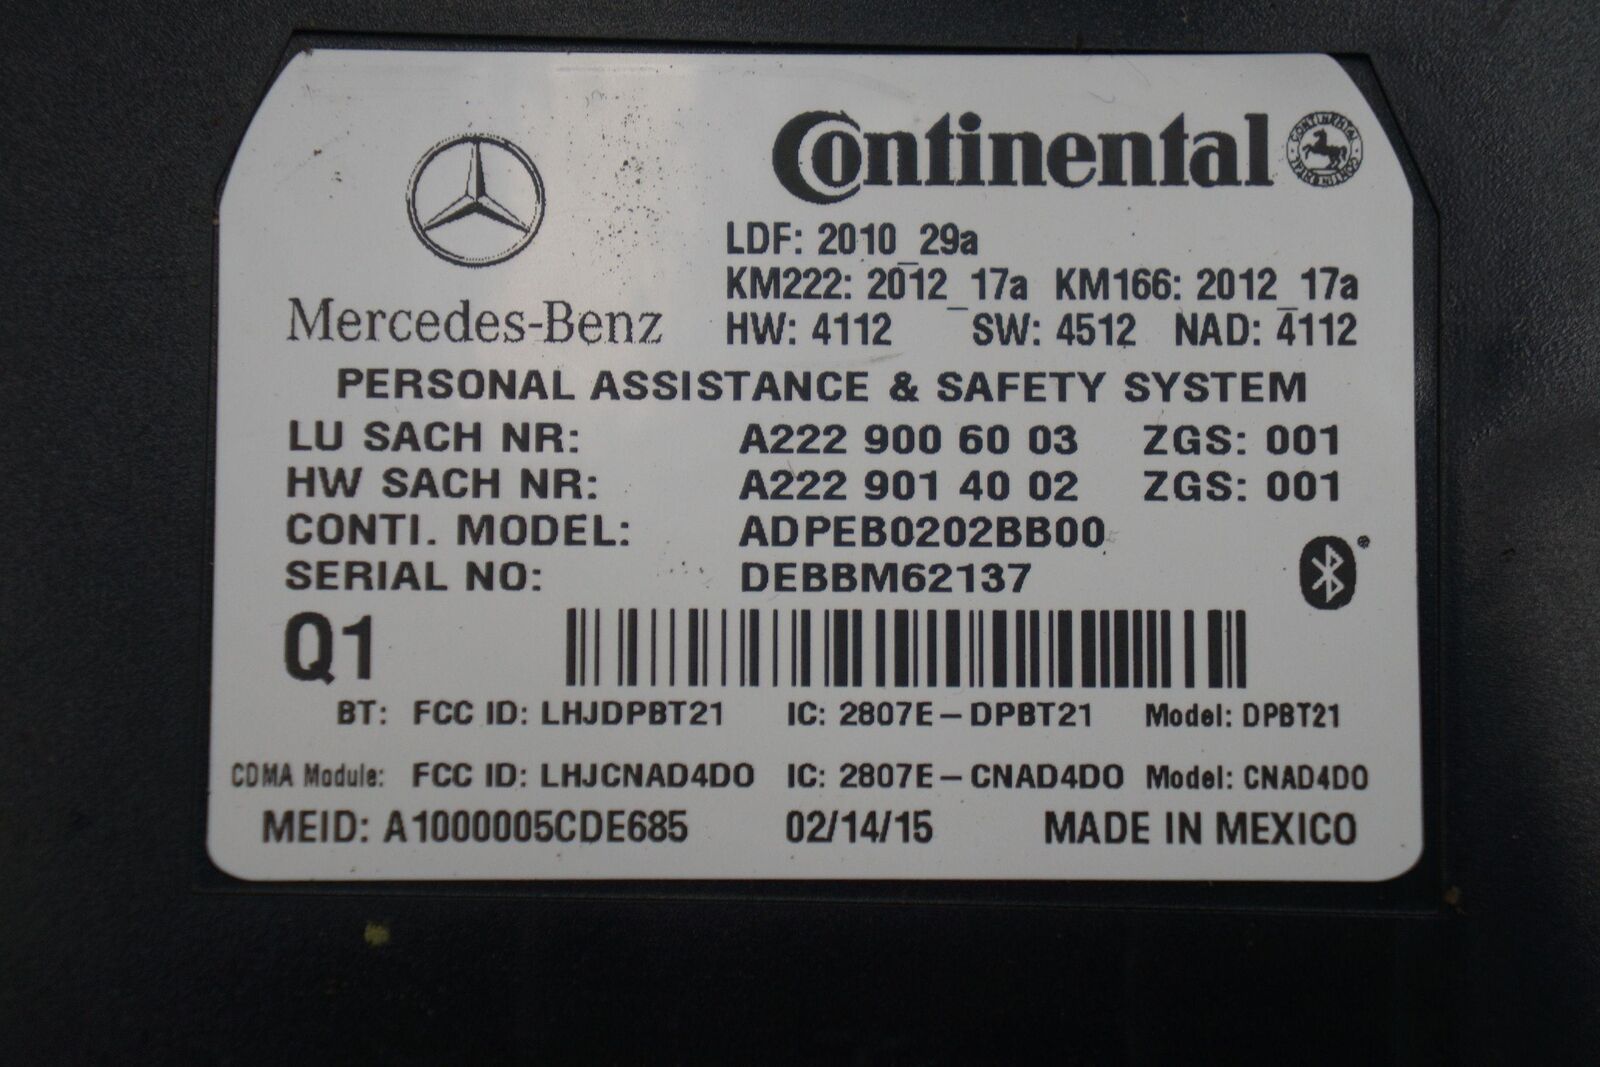 Continental
CONTINENTAL
CONTINENTAL
LDF: 2010_29a
KM222: 2012_17a KM166: 2012_17a
Mercedes-Benz
HW: 4112 SW: 4512 NAD: 4112
PERSONAL ASSISTANCE & SAFETY SYSTEM
LU SACH NR: A222 900 60 03 ZGS: 001
HW SACH NR: A222 901 40 02 ZGS: 001
CONTI. MODEL: ADPEB0202BB00
SERIAL NO: DEBBM62137
Q1
BT: FCC ID: LHJDPBT21 IC: 2807E-DPBT21 Model: DPBT21
CDMA Module: FCC ID: LHJCNAD4DO IC: 2807E-CNAD4DO Model: CNAD4DO
MEID: A1000005CDE685 02/14/15 MADE IN MEXICO